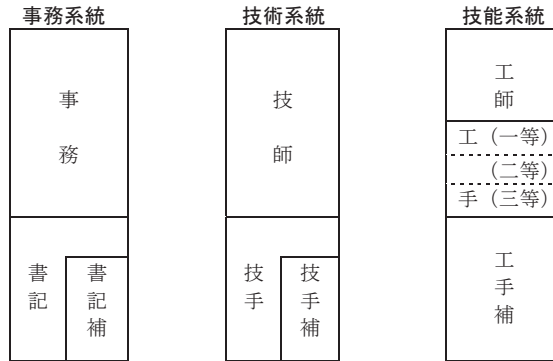 事務系統
事務
書記
書記補
技術系統
技師
技手
技手補
技能系統
工師
工（一等）
（二等）
手（三等）
工手補